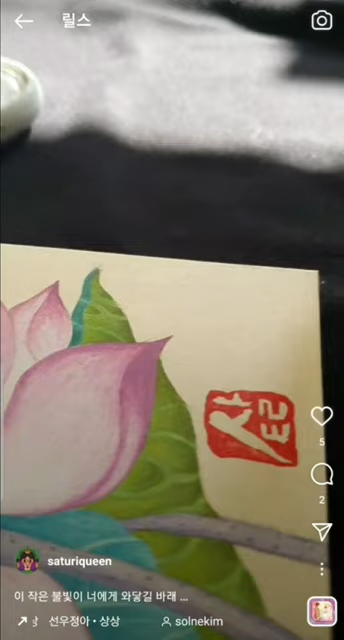 릴스
5
2
saturiqueen
이 작은 불빛이 너에게 와닿길 바래 ...
선우정아 • 상상
solnekim